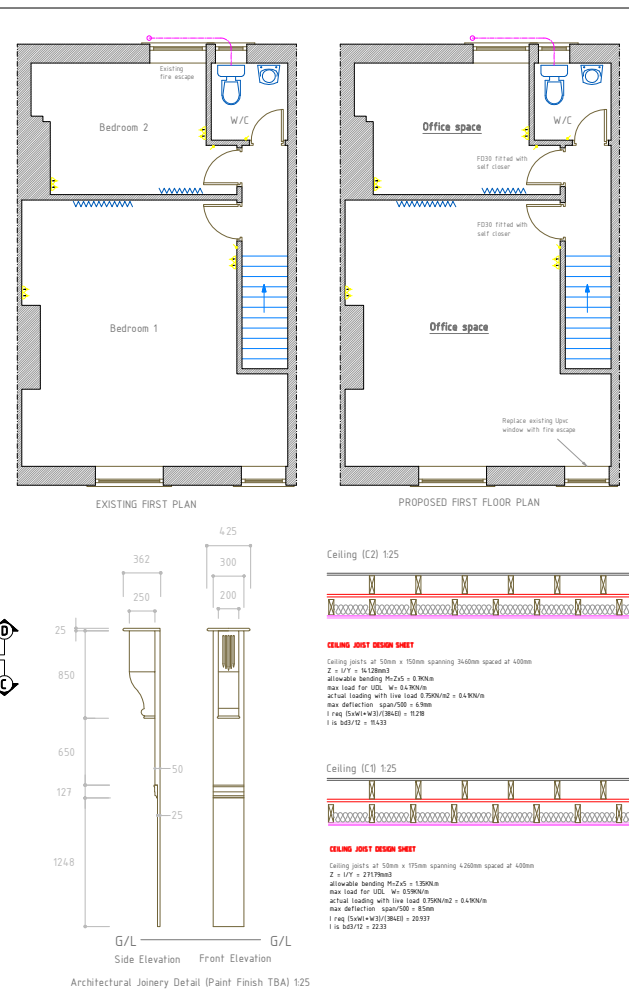 Existing
fire escape
Bedroom 2
W/C
Bedroom 1
EXISTING FIRST PLAN
Office space
W/C
FD30 fitted with
self closer
FD30 fitted with
self closer
Office space
Replace existing Upvc
window with fire escape
PROPOSED FIRST FLOOR PLAN
425
362
300
250
200
25
850
650
50
127
25
1248
G/L
G/L
Side Elevation
Front Elevation
Architectural Joinery Detail (Paint Finish TBA) 1:25
D
C
Ceiling (C2) 1:25
CEILING JOIST DESIGN SHEET
Ceiling joists at 50mm x 150mm spanning 3460mm spaced at 400mm
Z = I/Y = 141.28mm3
allowable bending M=Zx5 = 0.7KN.m
max load for UDL W= 0.47KN/m
actual loading with live load 0.75KN/m2 = 0.41KN/m
max deflection span/500 = 6.9mm
I req (5xWl*W3)/(384EI) = 11.218
I is bd3/12 = 11.433
Ceiling (C1) 1:25
CEILING JOIST DESIGN SHEET
Ceiling joists at 50mm x 175mm spanning 4260mm spaced at 400mm
Z = I/Y = 271.79mm3
allowable bending M=Zx5 = 1.35KN.m
max load for UDL W= 0.59KN/m
actual loading with live load 0.75KN/m2 = 0.41KN/m
max deflection span/500 = 8.5mm
I req (5xWl*W3)/(384EI) = 20.937
I is bd3/12 = 22.33